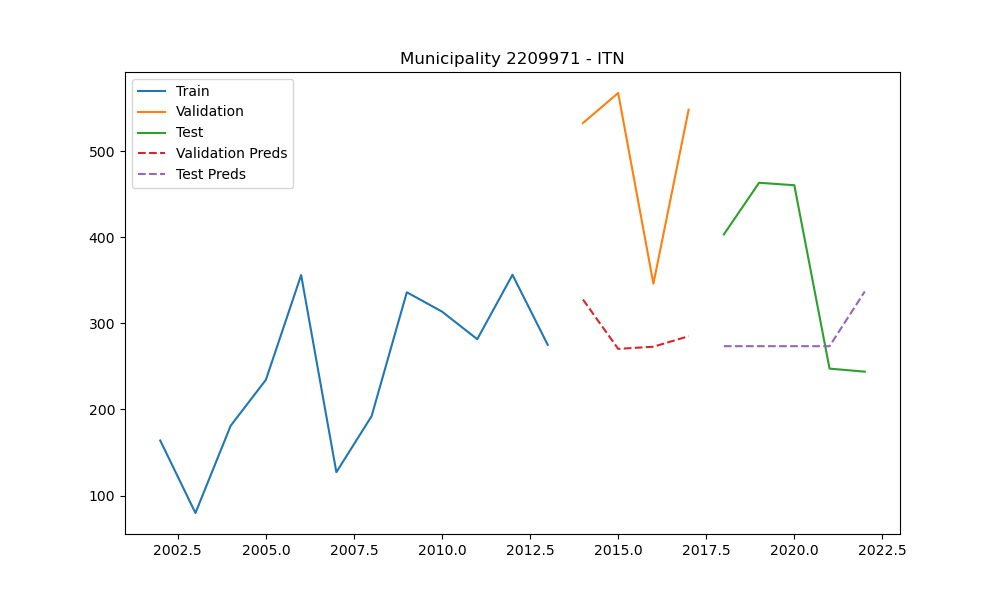 Municipality 2209971 - ITN
Train
Validation
Test
Validation Preds
Test Preds
500
400
300
200
100
2002.5 2005.0 2007.5 2010.0 2012.5 2015.0 2017.5 2020.0 2022.5